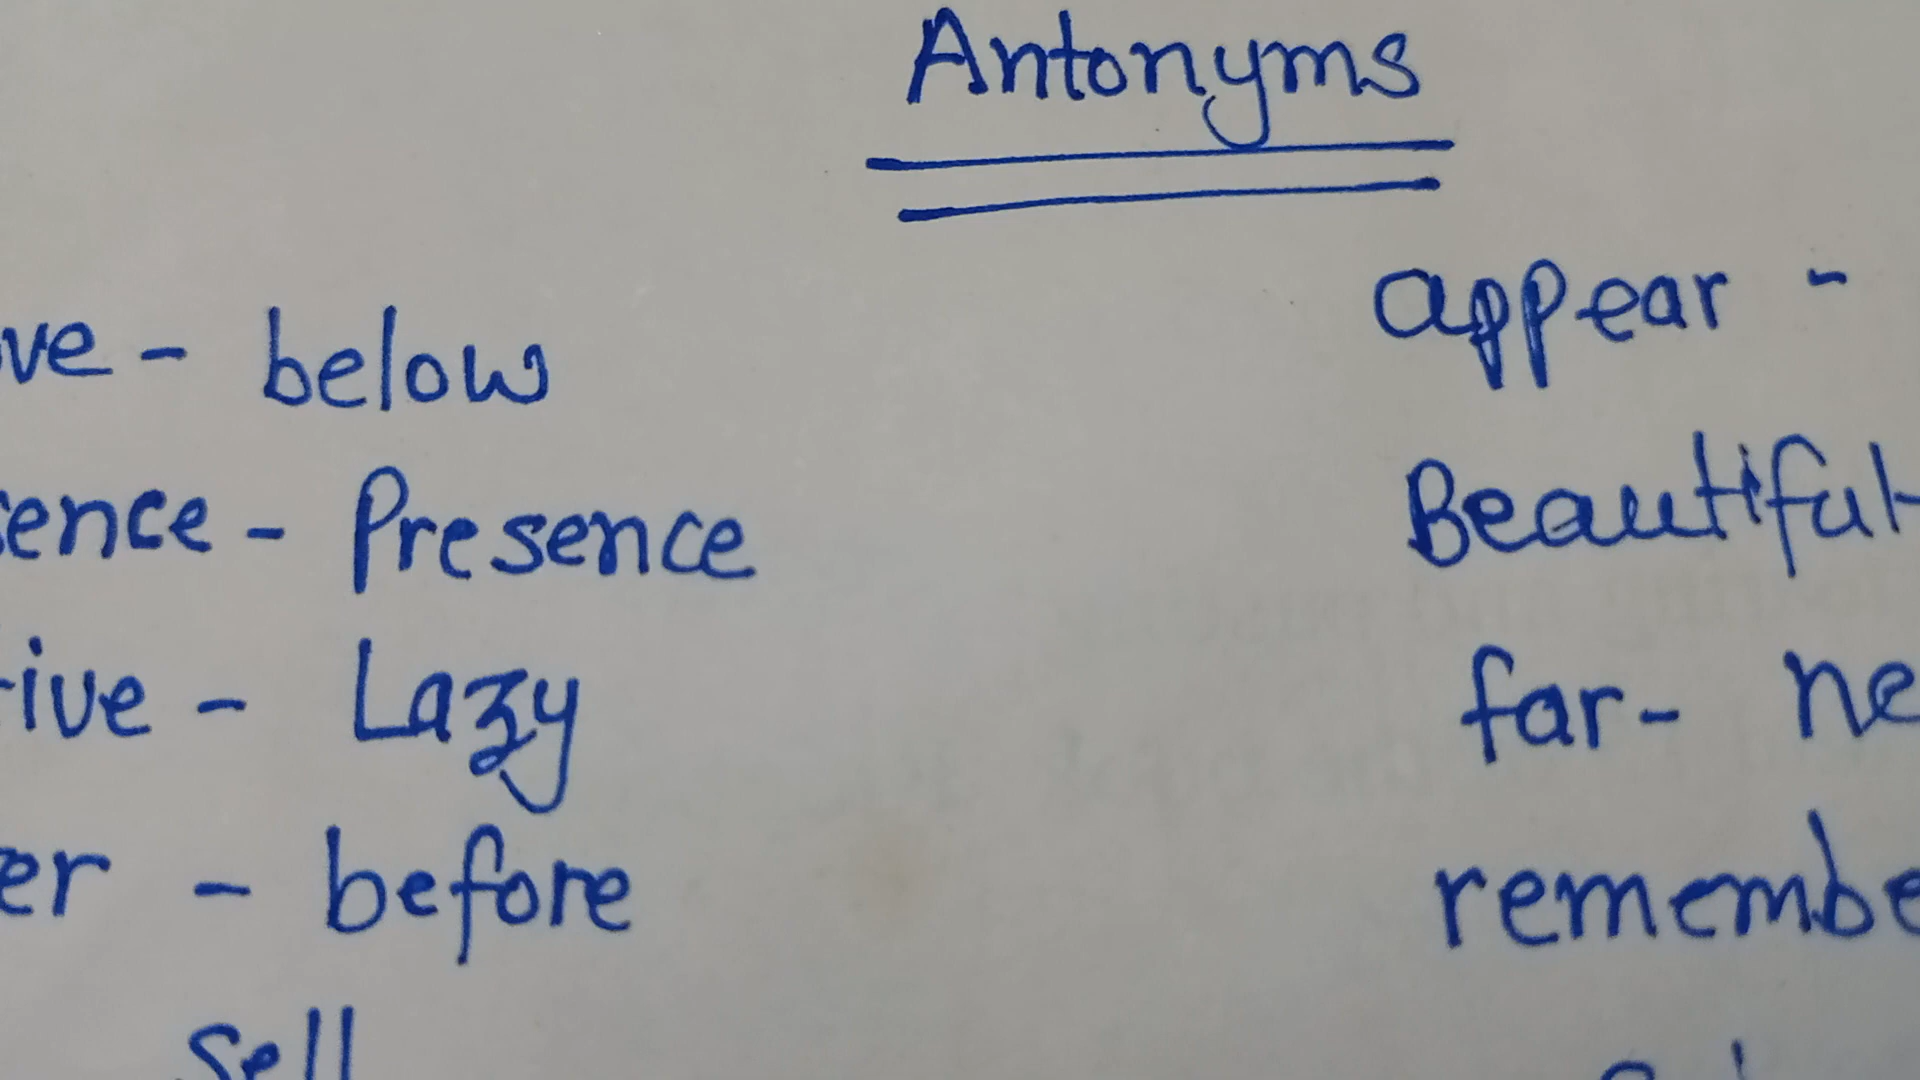 Antonyms
ve - below
appear -
ence - Presence
Beautiful-
ive - Lazy
far- ne
er - before
remembe
Sell